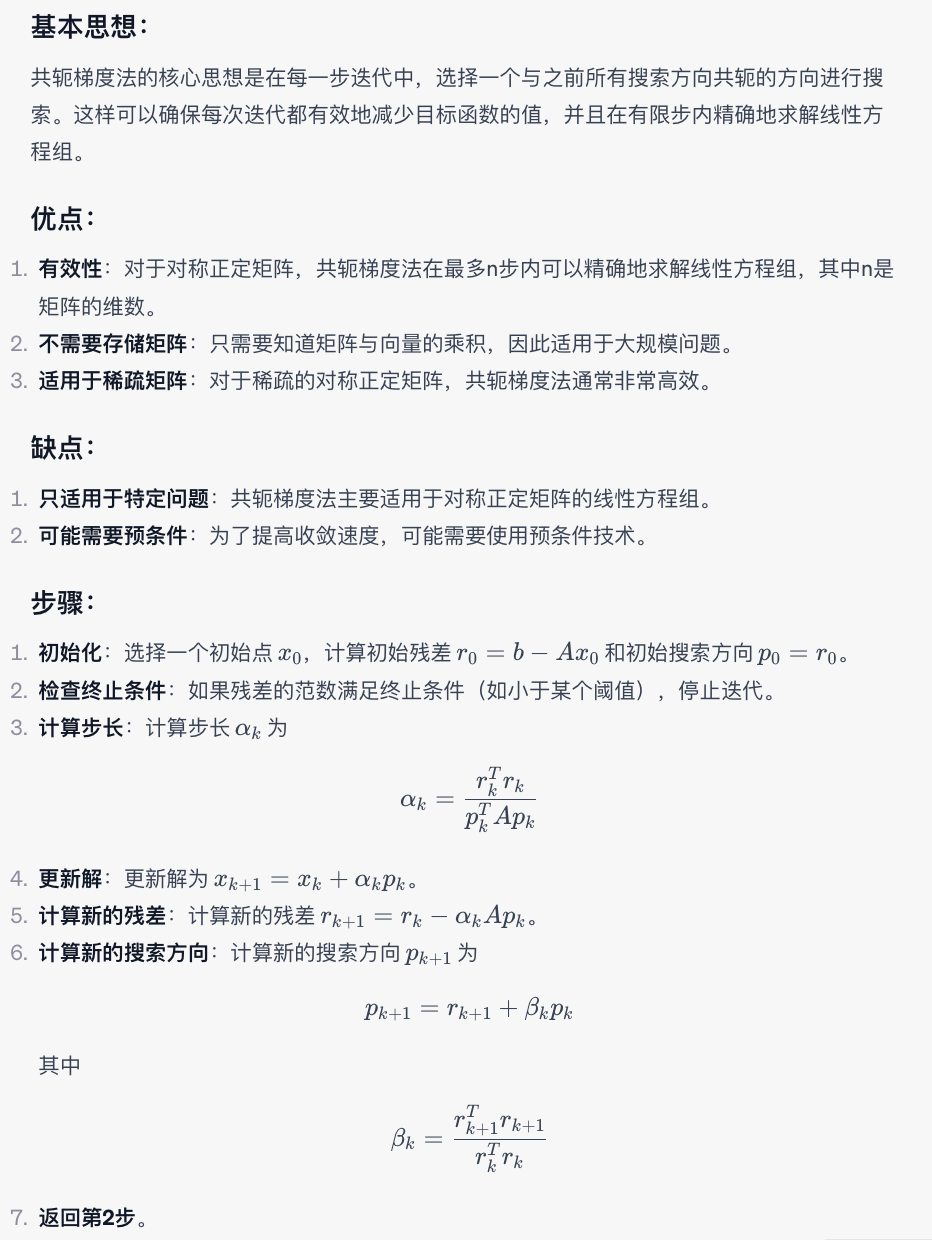 基本思想：
共轭梯度法的核心思想是在每一步迭代中，选择一个与之前所有搜索方向共轭的方向进行搜
索。这样可以确保每次迭代都有效地减少目标函数的值，并且在有限步内精确地求解线性方
程组。
优点：
1. 有效性：对于对称正定矩阵，共轭梯度法在最多n步内可以精确地求解线性方程组，其中n是
矩阵的维数。
2. 不需要存储矩阵：只需要知道矩阵与向量的乘积，因此适用于大规模问题。
3. 适用于稀疏矩阵：对于稀疏的对称正定矩阵，共轭梯度法通常非常高效。
缺点：
1. 只适用于特定问题：共轭梯度法主要适用于对称正定矩阵的线性方程组。
2. 可能需要预条件：为了提高收敛速度，可能需要使用预条件技术。
步骤：
1. 初始化：选择一个初始点 $x_0$，计算初始残差 $r_0 = b - Ax_0$ 和初始搜索方向 $p_0 = r_0$。
2. 检查终止条件：如果残差的范数满足终止条件（如小于某个阈值），停止迭代。
3. 计算步长：计算步长 $\alpha_k$ 为
$\alpha_k = \frac{r_k^T r_k}{p_k^T A p_k}$
4. 更新解：更新解为 $x_{k+1} = x_k + \alpha_k p_k$。
5. 计算新的残差：计算新的残差 $r_{k+1} = r_k - \alpha_k A p_k$。
6. 计算新的搜索方向：计算新的搜索方向 $p_{k+1}$ 为
$p_{k+1} = r_{k+1} + \beta_k p_k$
其中
$\beta_k = \frac{r_{k+1}^T r_{k+1}}{r_k^T r_k}$
7. 返回第2步。